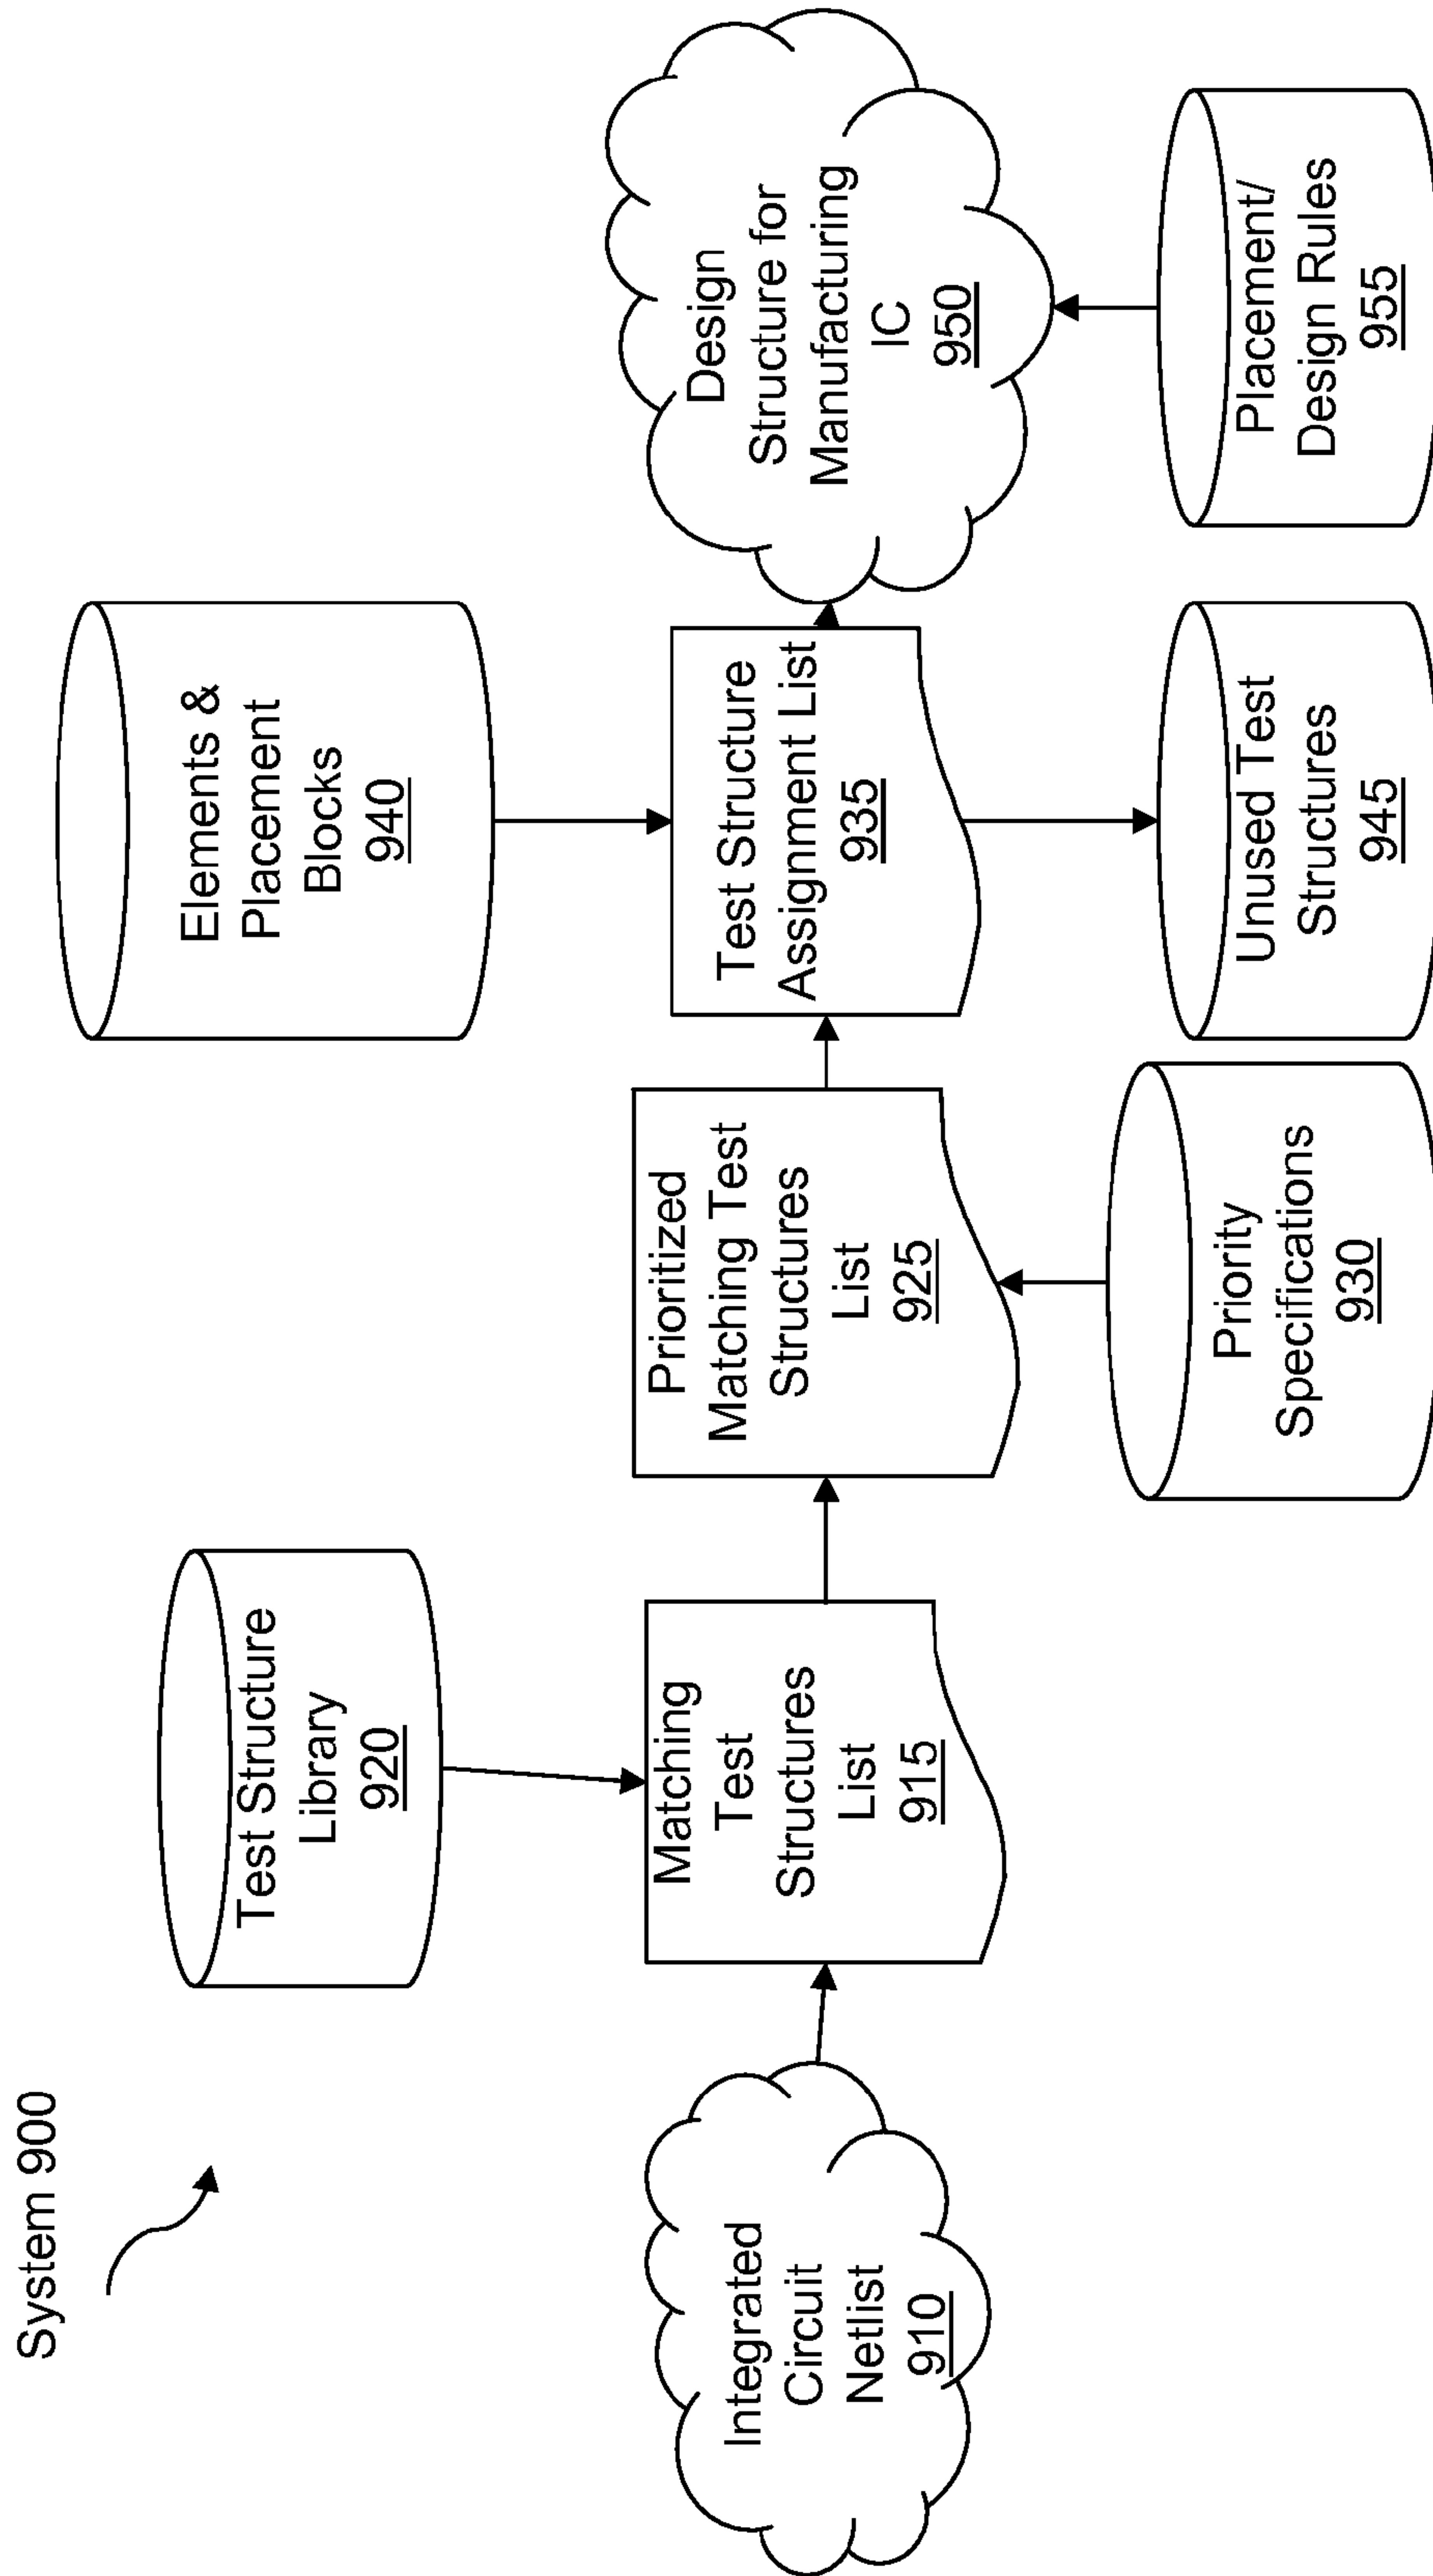 System 900
Test Structure
Library
920
Elements &
Placement
Blocks
940
Integrated
Circuit
Netlist
910
Matching
Test
Structures
List
915
Prioritized
Matching Test
Structures
List
925
Test Structure
Assignment List
935
Design
Structure for
Manufacturing
IC
950
Priority
Specifications
930
Unused Test
Structures
945
Placement/
Design Rules
955